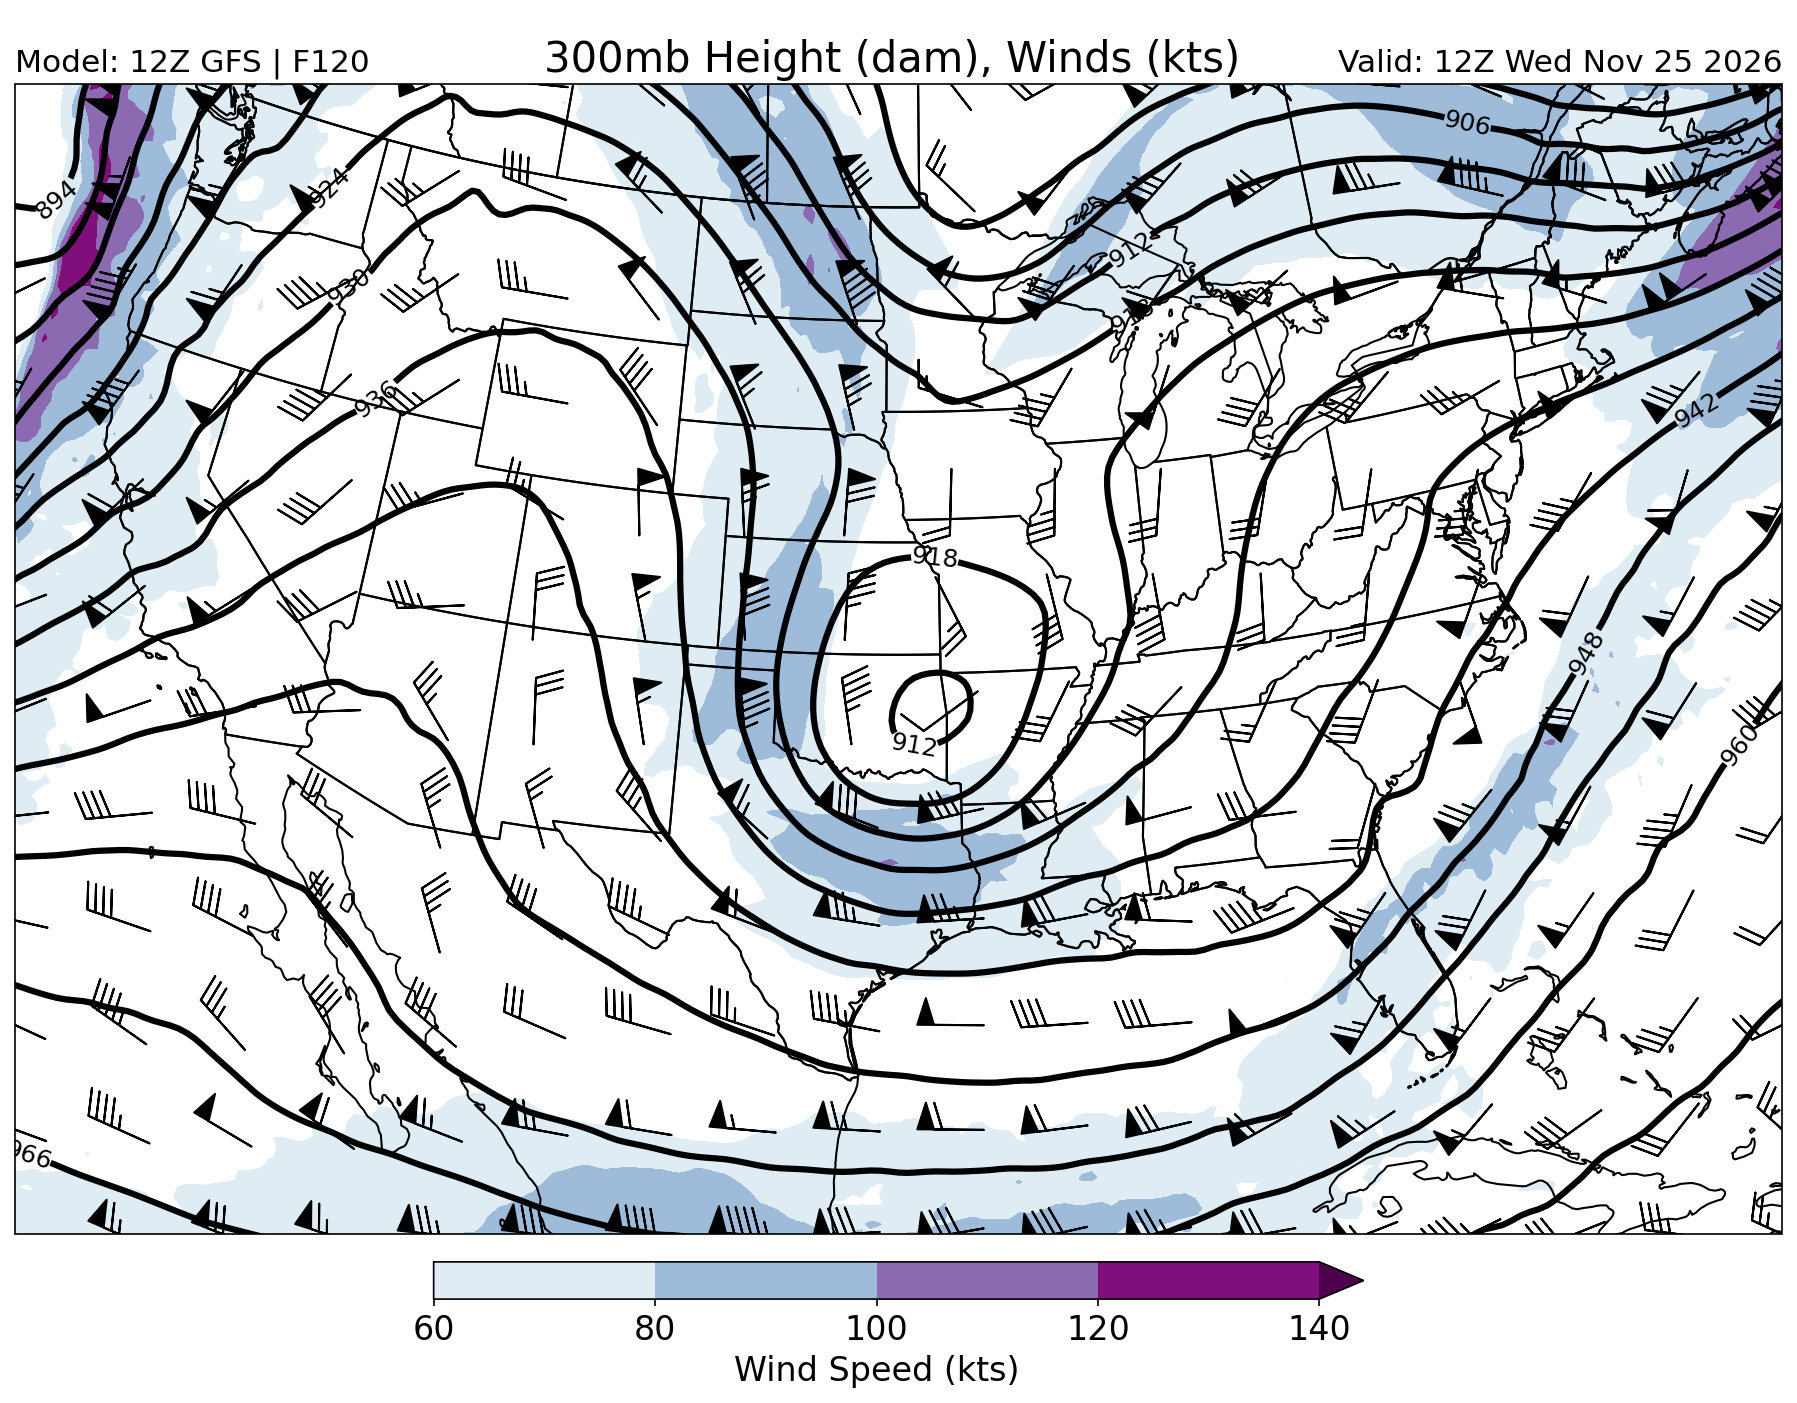 Model: 12Z GFS | F120
300mb Height (dam), Winds (kts)
Valid: 12Z Wed Nov 25 2026
906
894
924
912
930
918
936
942
918
948
912
960
966
60 80 100 120 140
Wind Speed (kts)